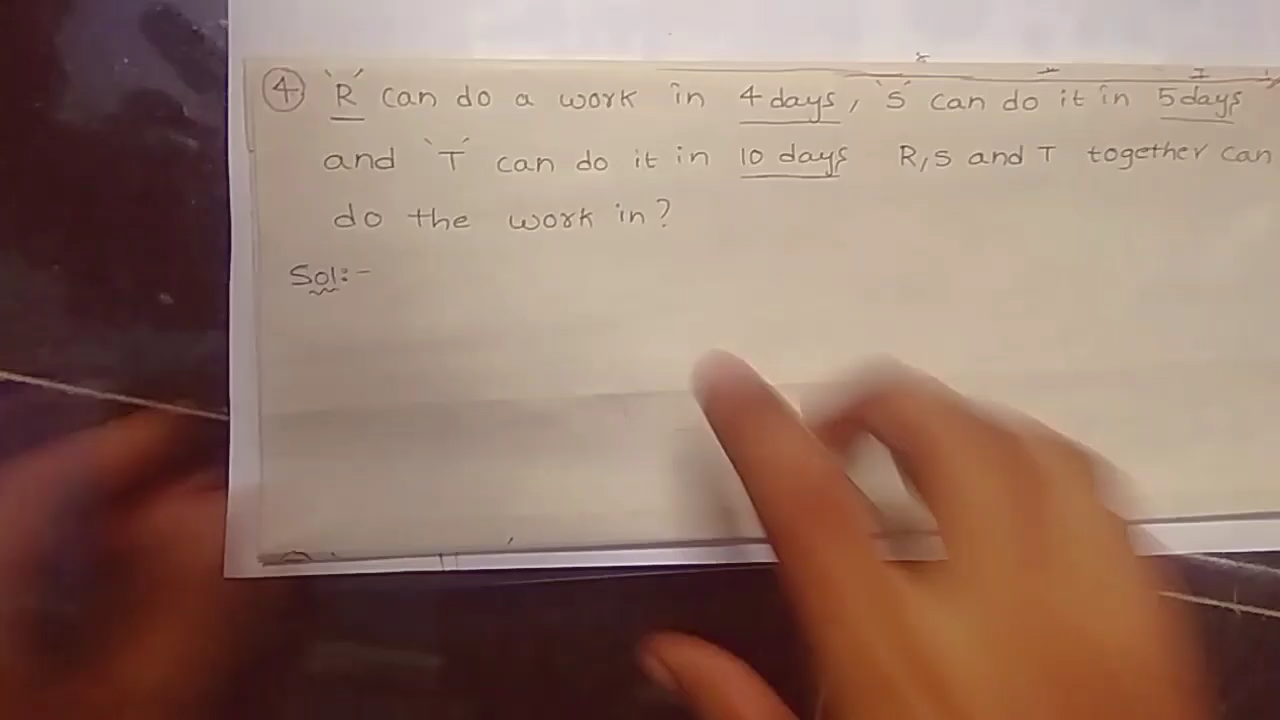 ④ 'R' can do a work in 4 days, 'S' can do it in 5 days
and 'T' can do it in 10 days R, S and T together can
do the work in?
Sol:-